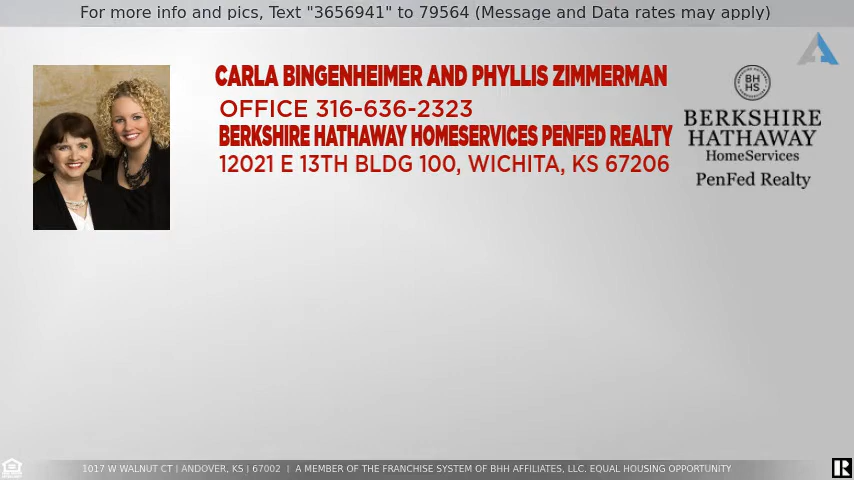 For more info and pics, Text "3656941" to 79564 (Message and Data rates may apply)
CARLA BINGENHEIMER AND PHYLLIS ZIMMERMAN
OFFICE 316-636-2323
BERKSHIRE HATHAWAY HOMESERVICES PENFED REALTY
12021 E 13TH BLDG 100, WICHITA, KS 67206
BH
HS
BERKSHIRE
HATHAWAY
HomeServices
PenFed Realty
1017 W WALNUT CT | ANDOVER, KS | 67002 | A MEMBER OF THE FRANCHISE SYSTEM OF BHH AFFILIATES, LLC. EQUAL HOUSING OPPORTUNITY